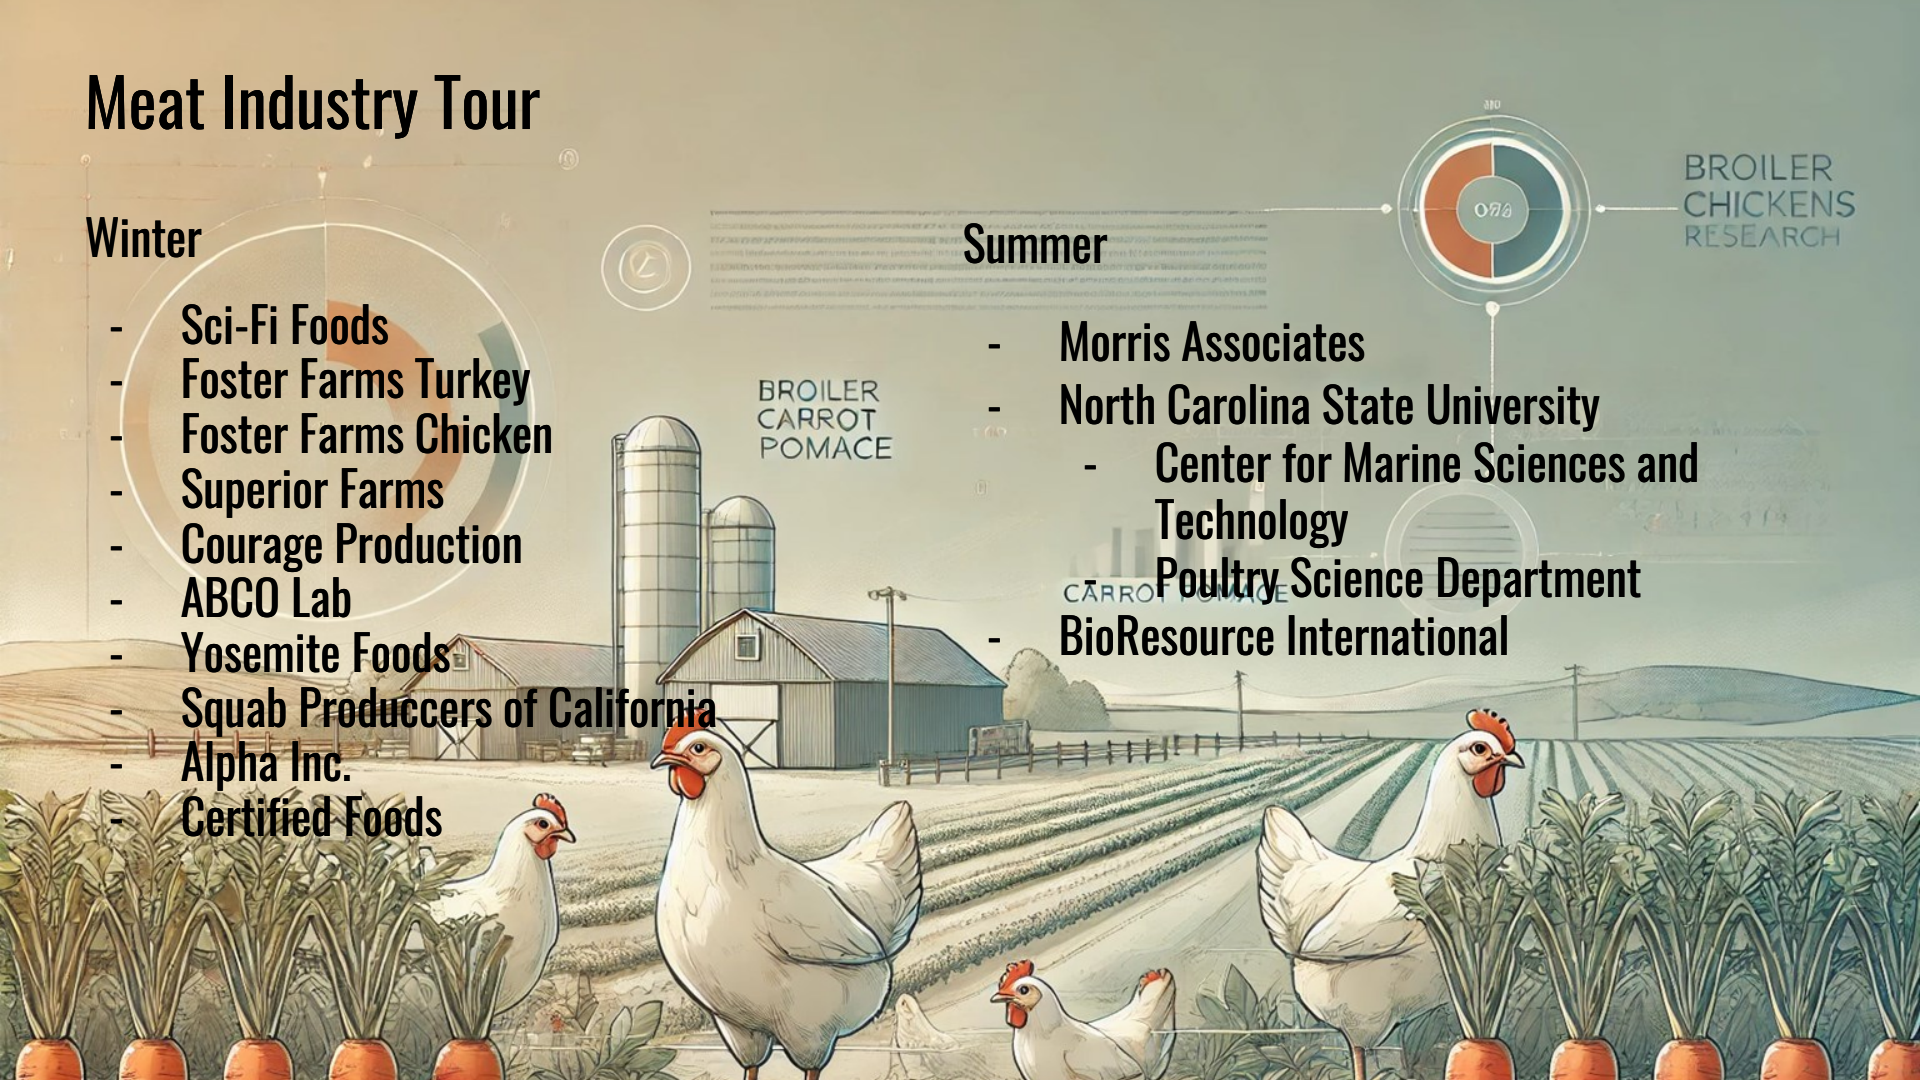 Meat Industry Tour
Winter
- Sci-Fi Foods
- Foster Farms Turkey
- Foster Farms Chicken
- Superior Farms
- Courage Production
- ABCO Lab
- Yosemite Foods
- Squab Produccers of California
- Alpha Inc.
- Certified Foods
Summer
- Morris Associates
- North Carolina State University
- Center for Marine Sciences and
Technology
- Poultry Science Department
- BioResource International
BROILER
CHICKENS
RESEARCH
BROILER
CARROT
POMACE
CARROT POMACE